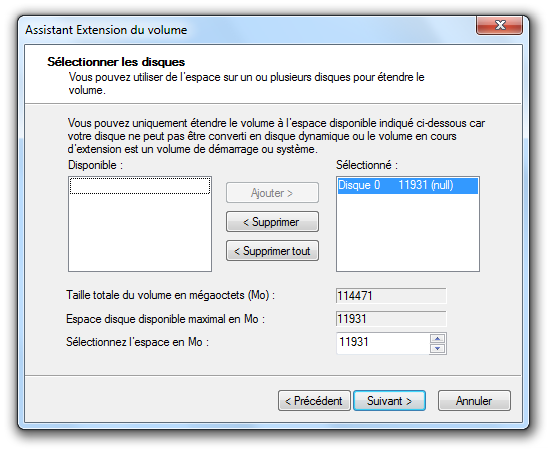 Assistant Extension du volume
Sélectionner les disques
Vous pouvez utiliser de l'espace sur un ou plusieurs disques pour étendre le
volume.
Vous pouvez uniquement étendre le volume à l'espace disponible indiqué ci-dessous car
votre disque ne peut pas être converti en disque dynamique ou le volume en cours
d'extension est un volume de démarrage ou système.
Disponible :
Sélectionné :
Ajouter >
Disque 0 11931 (null)
< Supprimer
< Supprimer tout
Taille totale du volume en mégaoctets (Mo) :
114471
Espace disque disponible maximal en Mo :
11931
Sélectionnez l'espace en Mo :
11931
< Précédent
Suivant >
Annuler